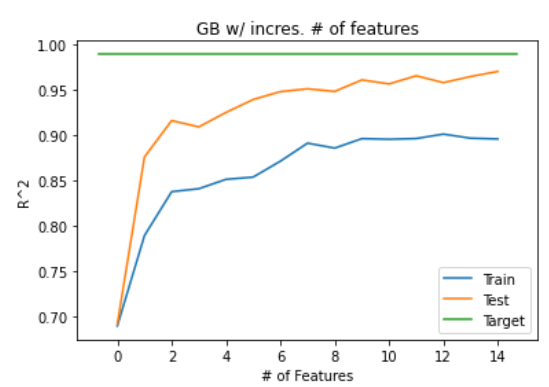 GB w/ incres. # of features
1.00
0.95
0.90
0.85
0.80
0.75
0.70
R^2
0 2 4 6 8 10 12 14
# of Features
Train
Test
Target